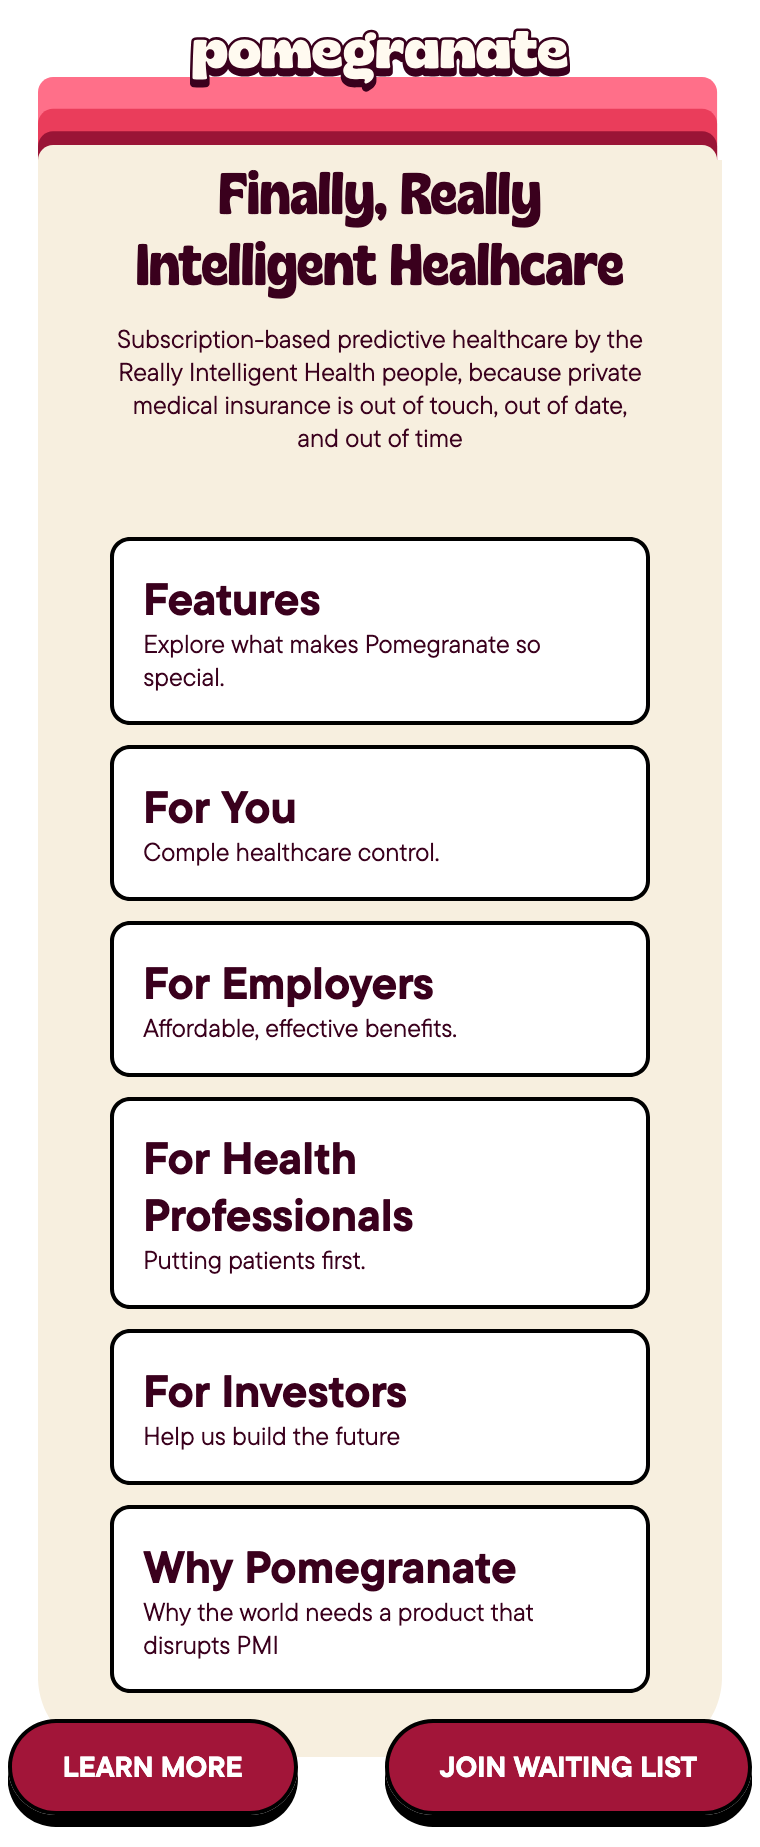 pomegranate
Finally, Really
Intelligent Healhcare
Subscription-based predictive healthcare by the
Really Intelligent Health people, because private
medical insurance is out of touch, out of date,
and out of time
Features
Explore what makes Pomegranate so
special.
For You
Comple healthcare control.
For Employers
Affordable, effective benefits.
For Health
Professionals
Putting patients first.
For Investors
Help us build the future
Why Pomegranate
Why the world needs a product that
disrupts PMI
LEARN MORE
JOIN WAITING LIST